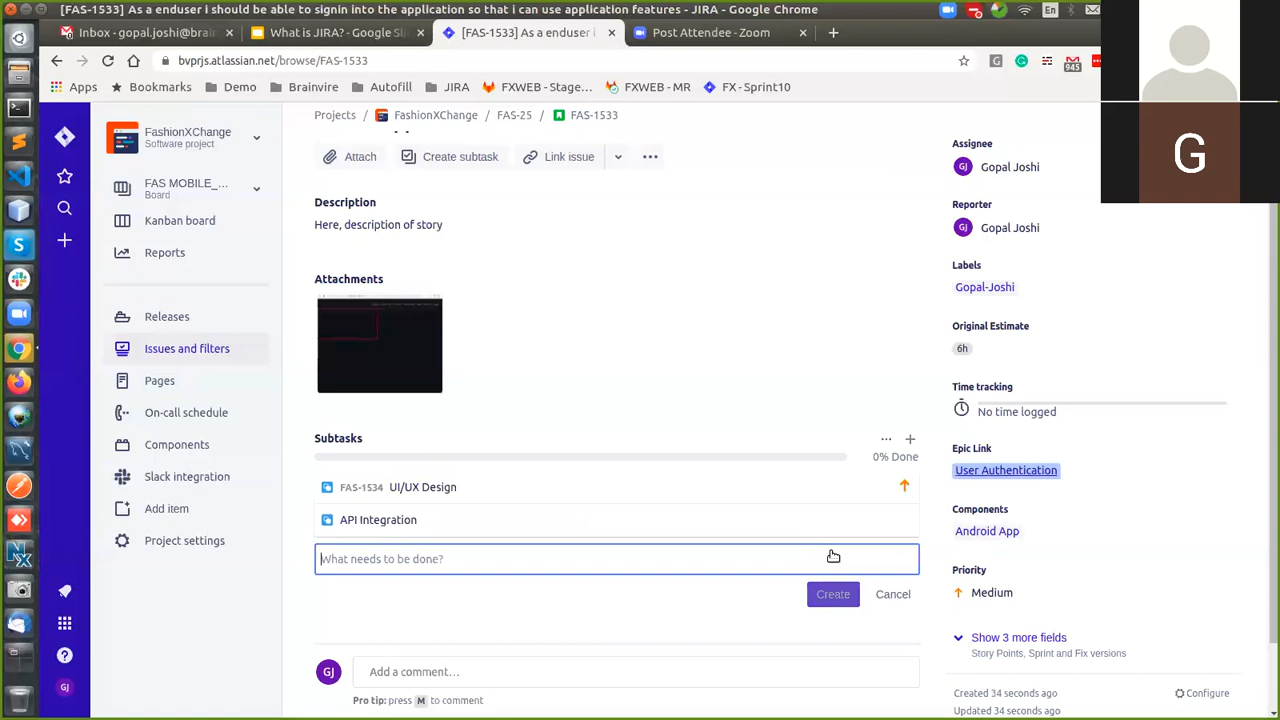 [FAS-1533] As a enduser i should be able to signin into the application so that i can use application features - JIRA - Google Chrome
En
Inbox - gopal.joshi@brain
What is JIRA? - Google Sli
[FAS-1533] As a enduser i
Post Attendee - Zoom
bvprjs.atlassian.net/browse/FAS-1533
945
Apps
Bookmarks
Demo
Brainvire
Autofill
JIRA
FXWEB - Stage...
FXWEB - MR
FX - Sprint10
FashionXChange
Software project
FAS MOBILE_...
Board
Kanban board
Reports
Releases
Issues and filters
Pages
On-call schedule
Components
Slack integration
Add item
Project settings
GJ
Projects / FashionXChange / FAS-25 / FAS-1533
Attach
Create subtask
Link issue
Description
Here, description of story
Attachments
Subtasks
0% Done
FAS-1534 UI/UX Design
API Integration
What needs to be done?
Create
Cancel
GJ
Add a comment...
Pro tip: press M to comment
Assignee
GJ Gopal Joshi
Reporter
GJ Gopal Joshi
Labels
Gopal-Joshi
Original Estimate
6h
Time tracking
No time logged
Epic Link
User Authentication
Components
Android App
Priority
Medium
Show 3 more fields
Story Points, Sprint and Fix versions
Created 34 seconds ago
Configure
Updated 34 seconds ago
G